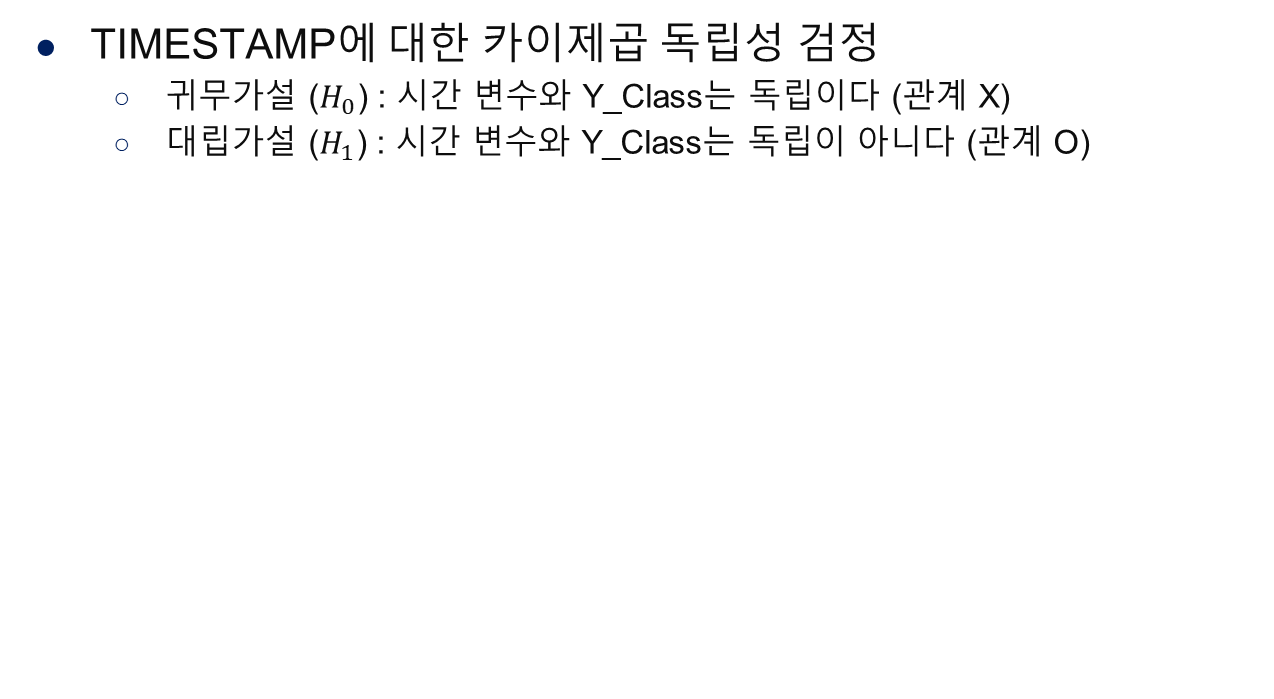 ● TIMESTAMP에 대한 카이제곱 독립성 검정
○ 귀무가설 (𝐻₀) : 시간 변수와 Y_Class는 독립이다 (관계 X)
○ 대립가설 (𝐻₁) : 시간 변수와 Y_Class는 독립이 아니다 (관계 O)